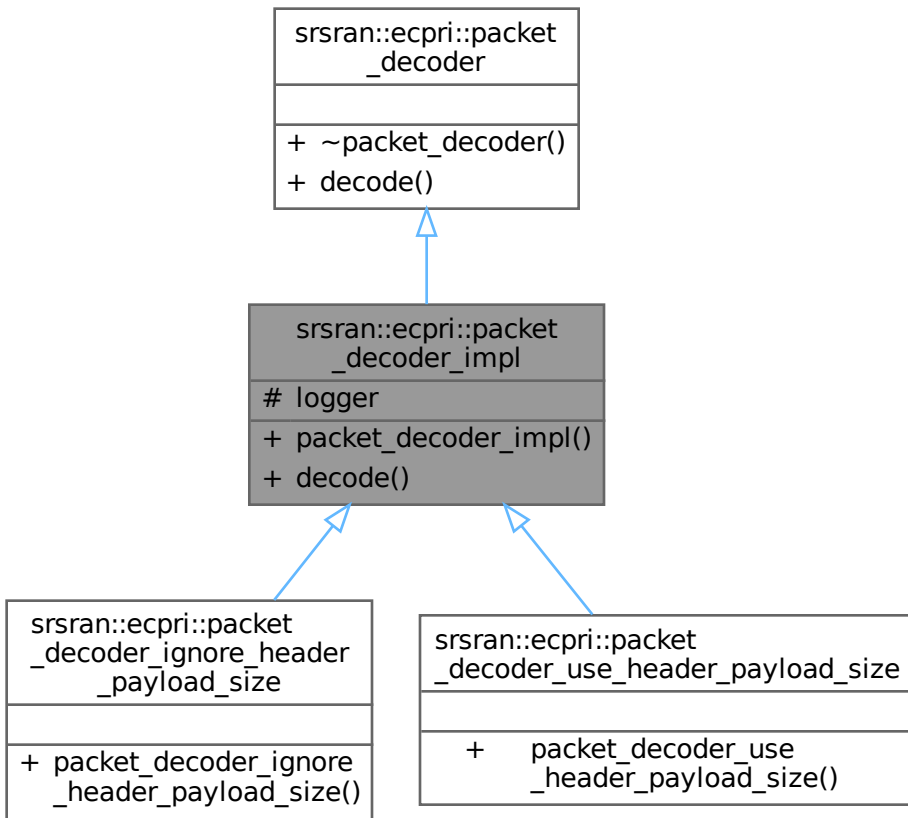 srsran::ecpri::packet
_decoder
+ ~packet_decoder()
+ decode()
srsran::ecpri::packet
_decoder_impl
# logger
+ packet_decoder_impl()
+ decode()
srsran::ecpri::packet
_decoder_ignore_header
_payload_size
+ packet_decoder_ignore
_header_payload_size()
srsran::ecpri::packet
_decoder_use_header_payload_size
+ packet_decoder_use
_header_payload_size()